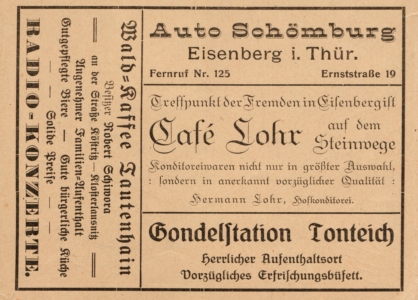 Wald-Kaffee Tautenhain
Besitzer Robert Schiwora
an der Straße Köstritz—Klosterlausnitz
Angenehmer Familien-Aufenthalt
Gutgepflegte Biere — Gute bürgerliche Küche
— — Solide Preise — —
RADIO-KONZERTE.
Auto Schömburg
Eisenberg i. Thür.
Fernruf Nr. 125 Ernststraße 19
Treffpunkt der Fremden in Eisenberg ist
Café Lohr auf dem
Steinwege
Konditoreiwaren nicht nur in größter Auswahl,
: sondern in anerkannt vorzüglicher Qualität :
Hermann Lohr, Hofkonditorei.
Gondelstation Tonteich
Herrlicher Aufenthaltsort
Vorzügliches Erfrischungsbüfett.